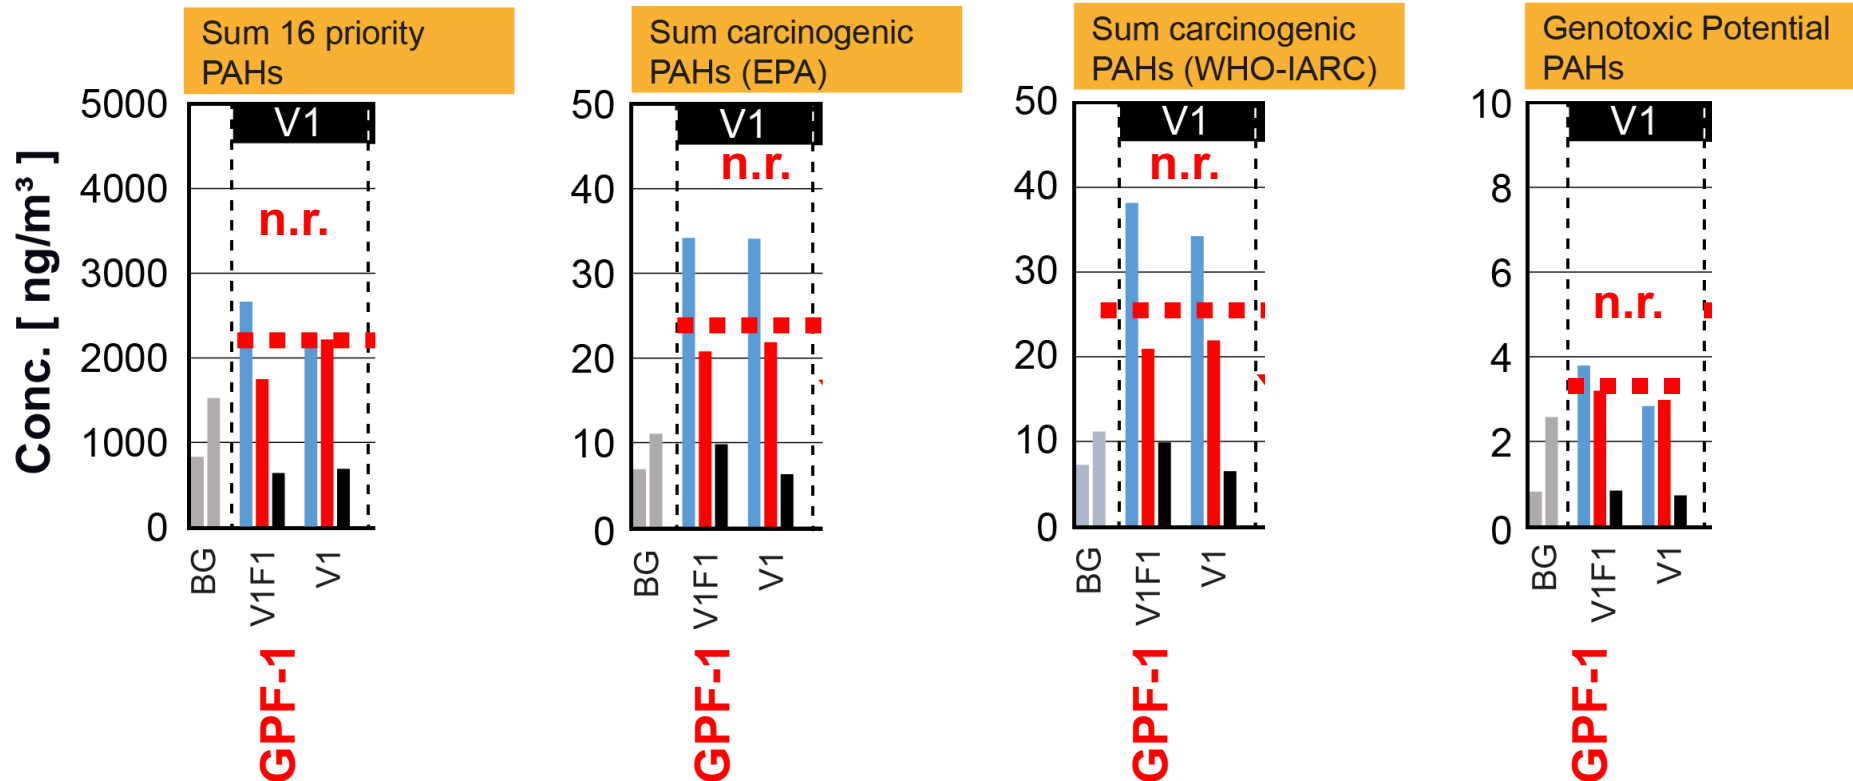 Sum 16 priority
PAHs
Sum carcinogenic
PAHs (EPA)
Sum carcinogenic
PAHs (WHO-IARC)
Genotoxic Potential
PAHs
Conc. [ ng/m³ ]
5000
4000
3000
2000
1000
0
V1
n.r.
BG
V1F1
V1
GPF-1
50
40
30
20
10
0
V1
n.r.
BG
V1F1
V1
GPF-1
50
40
30
20
10
0
V1
n.r.
BG
V1F1
V1
GPF-1
10
8
6
4
2
0
V1
n.r.
BG
V1F1
V1
GPF-1